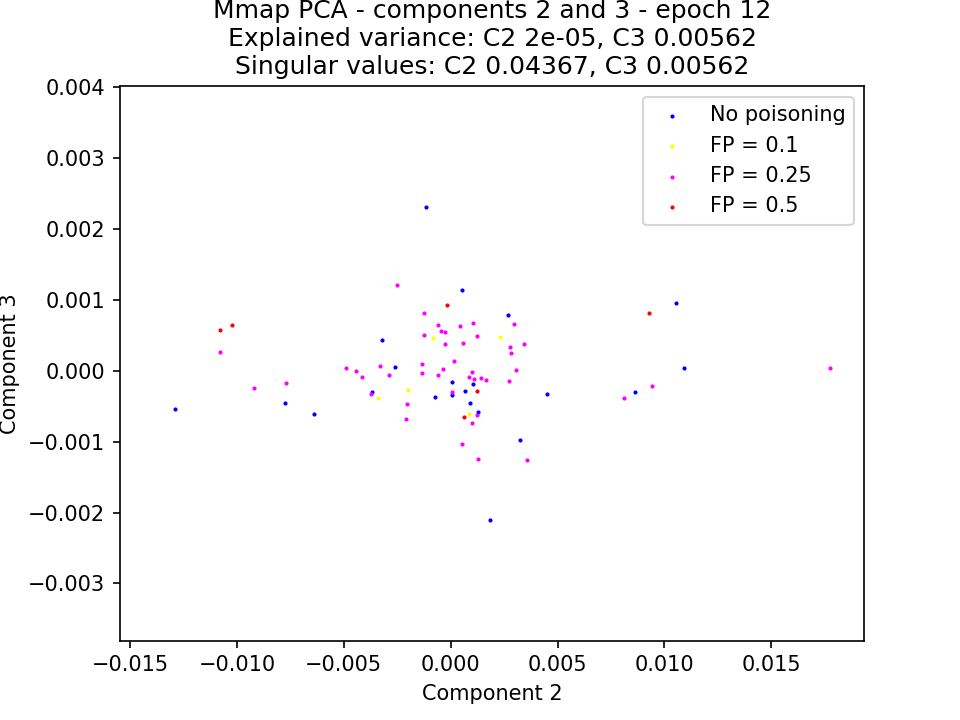 Mmap PCA - components 2 and 3 - epoch 12
Explained variance: C2 2e-05, C3 0.00562
Singular values: C2 0.04367, C3 0.00562
0.004
0.003
0.002
0.001
0.000
−0.001
−0.002
−0.003
Component 3
No poisoning
FP = 0.1
FP = 0.25
FP = 0.5
−0.015
−0.010
−0.005
0.000
0.005
0.010
0.015
Component 2